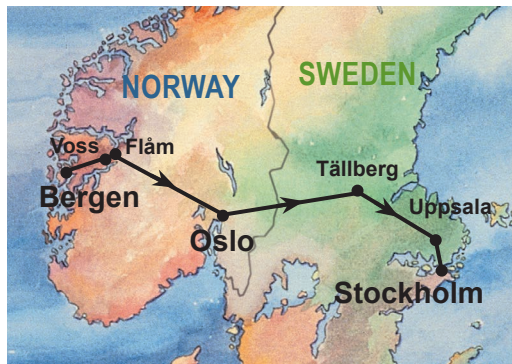 NORWAY
SWEDEN
Voss
Flåm
Bergen
Oslo
Tällberg
Uppsala
Stockholm